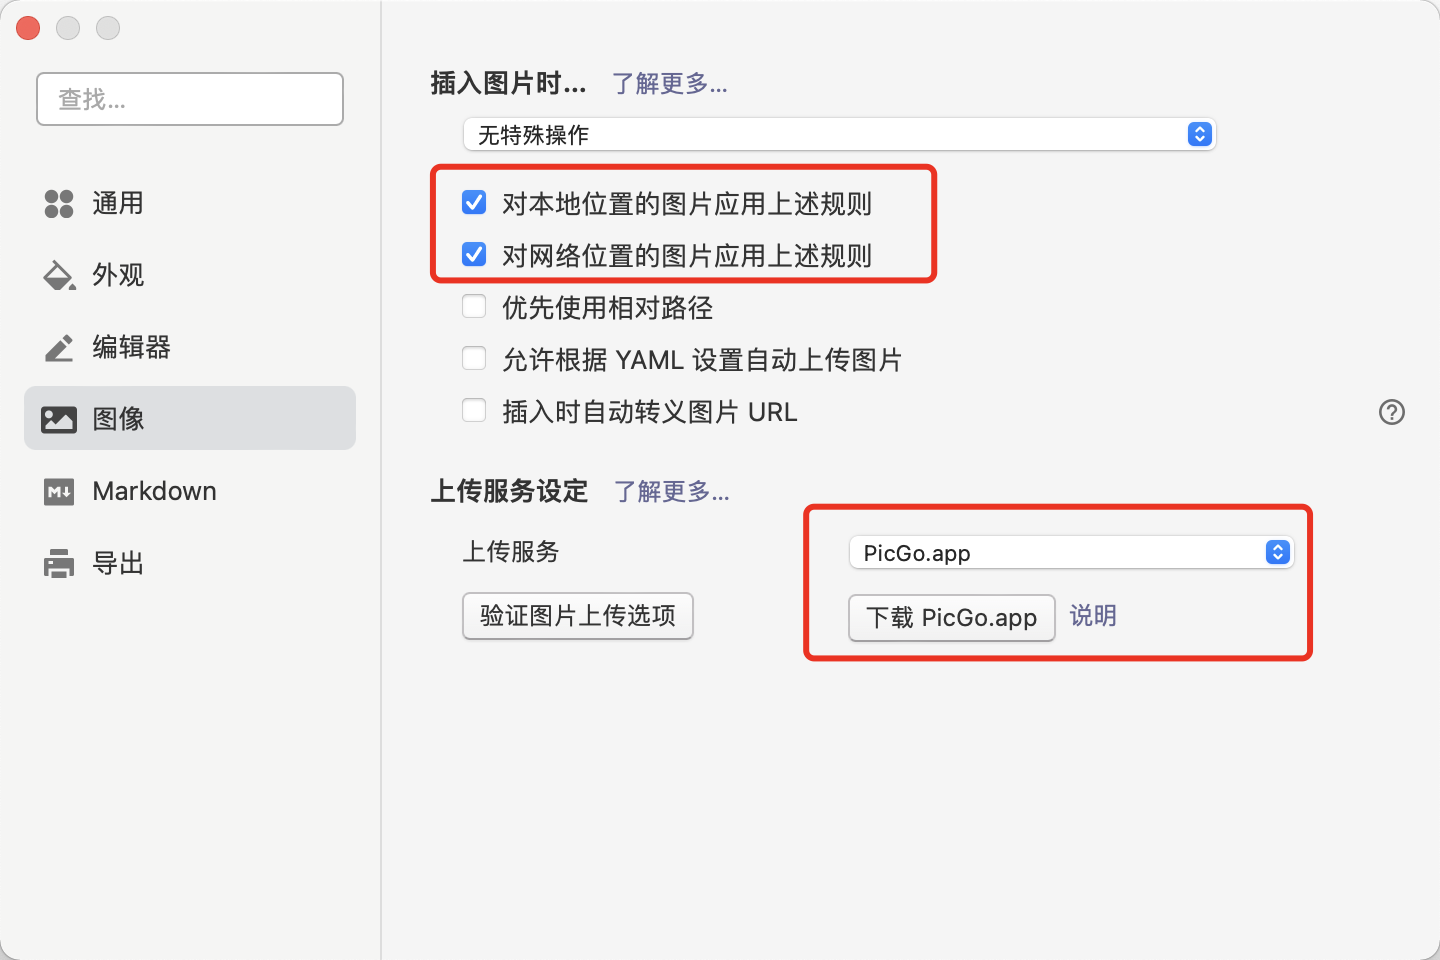 查找...
通用
外观
编辑器
图像
Markdown
导出
插入图片时... 了解更多...
无特殊操作
对本地位置的图片应用上述规则
对网络位置的图片应用上述规则
优先使用相对路径
允许根据 YAML 设置自动上传图片
插入时自动转义图片 URL
上传服务设定 了解更多...
上传服务 PicGo.app
验证图片上传选项 下载 PicGo.app 说明